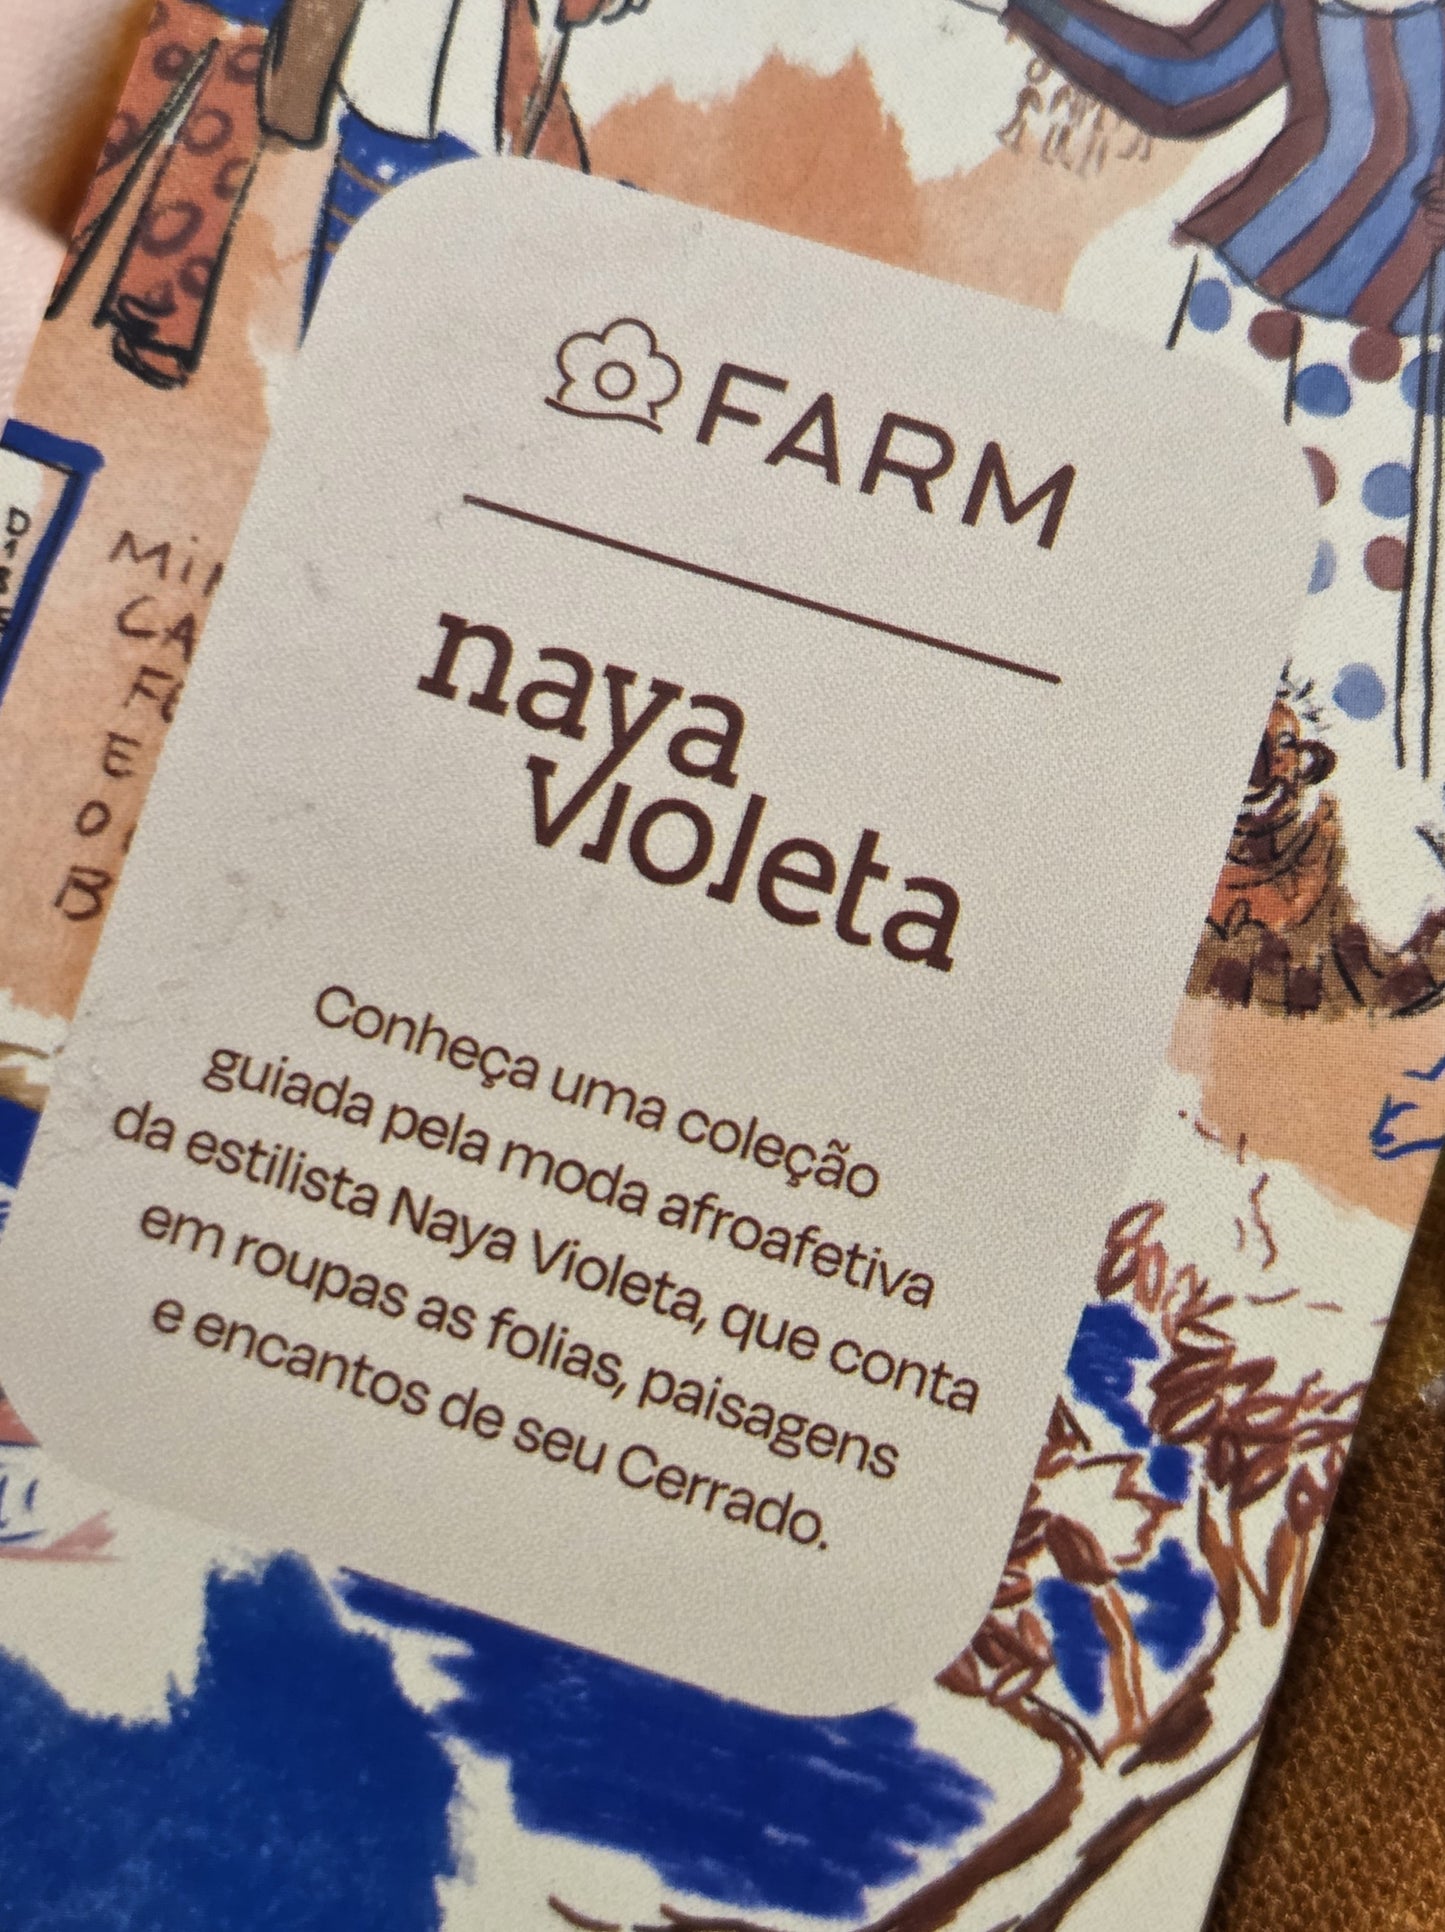 FARM
naya
violeta
Conheça uma coleção
guiada pela moda afroafetiva
da estilista Naya Violeta, que conta
em roupas as folias, paisagens
e encantos de seu Cerrado.